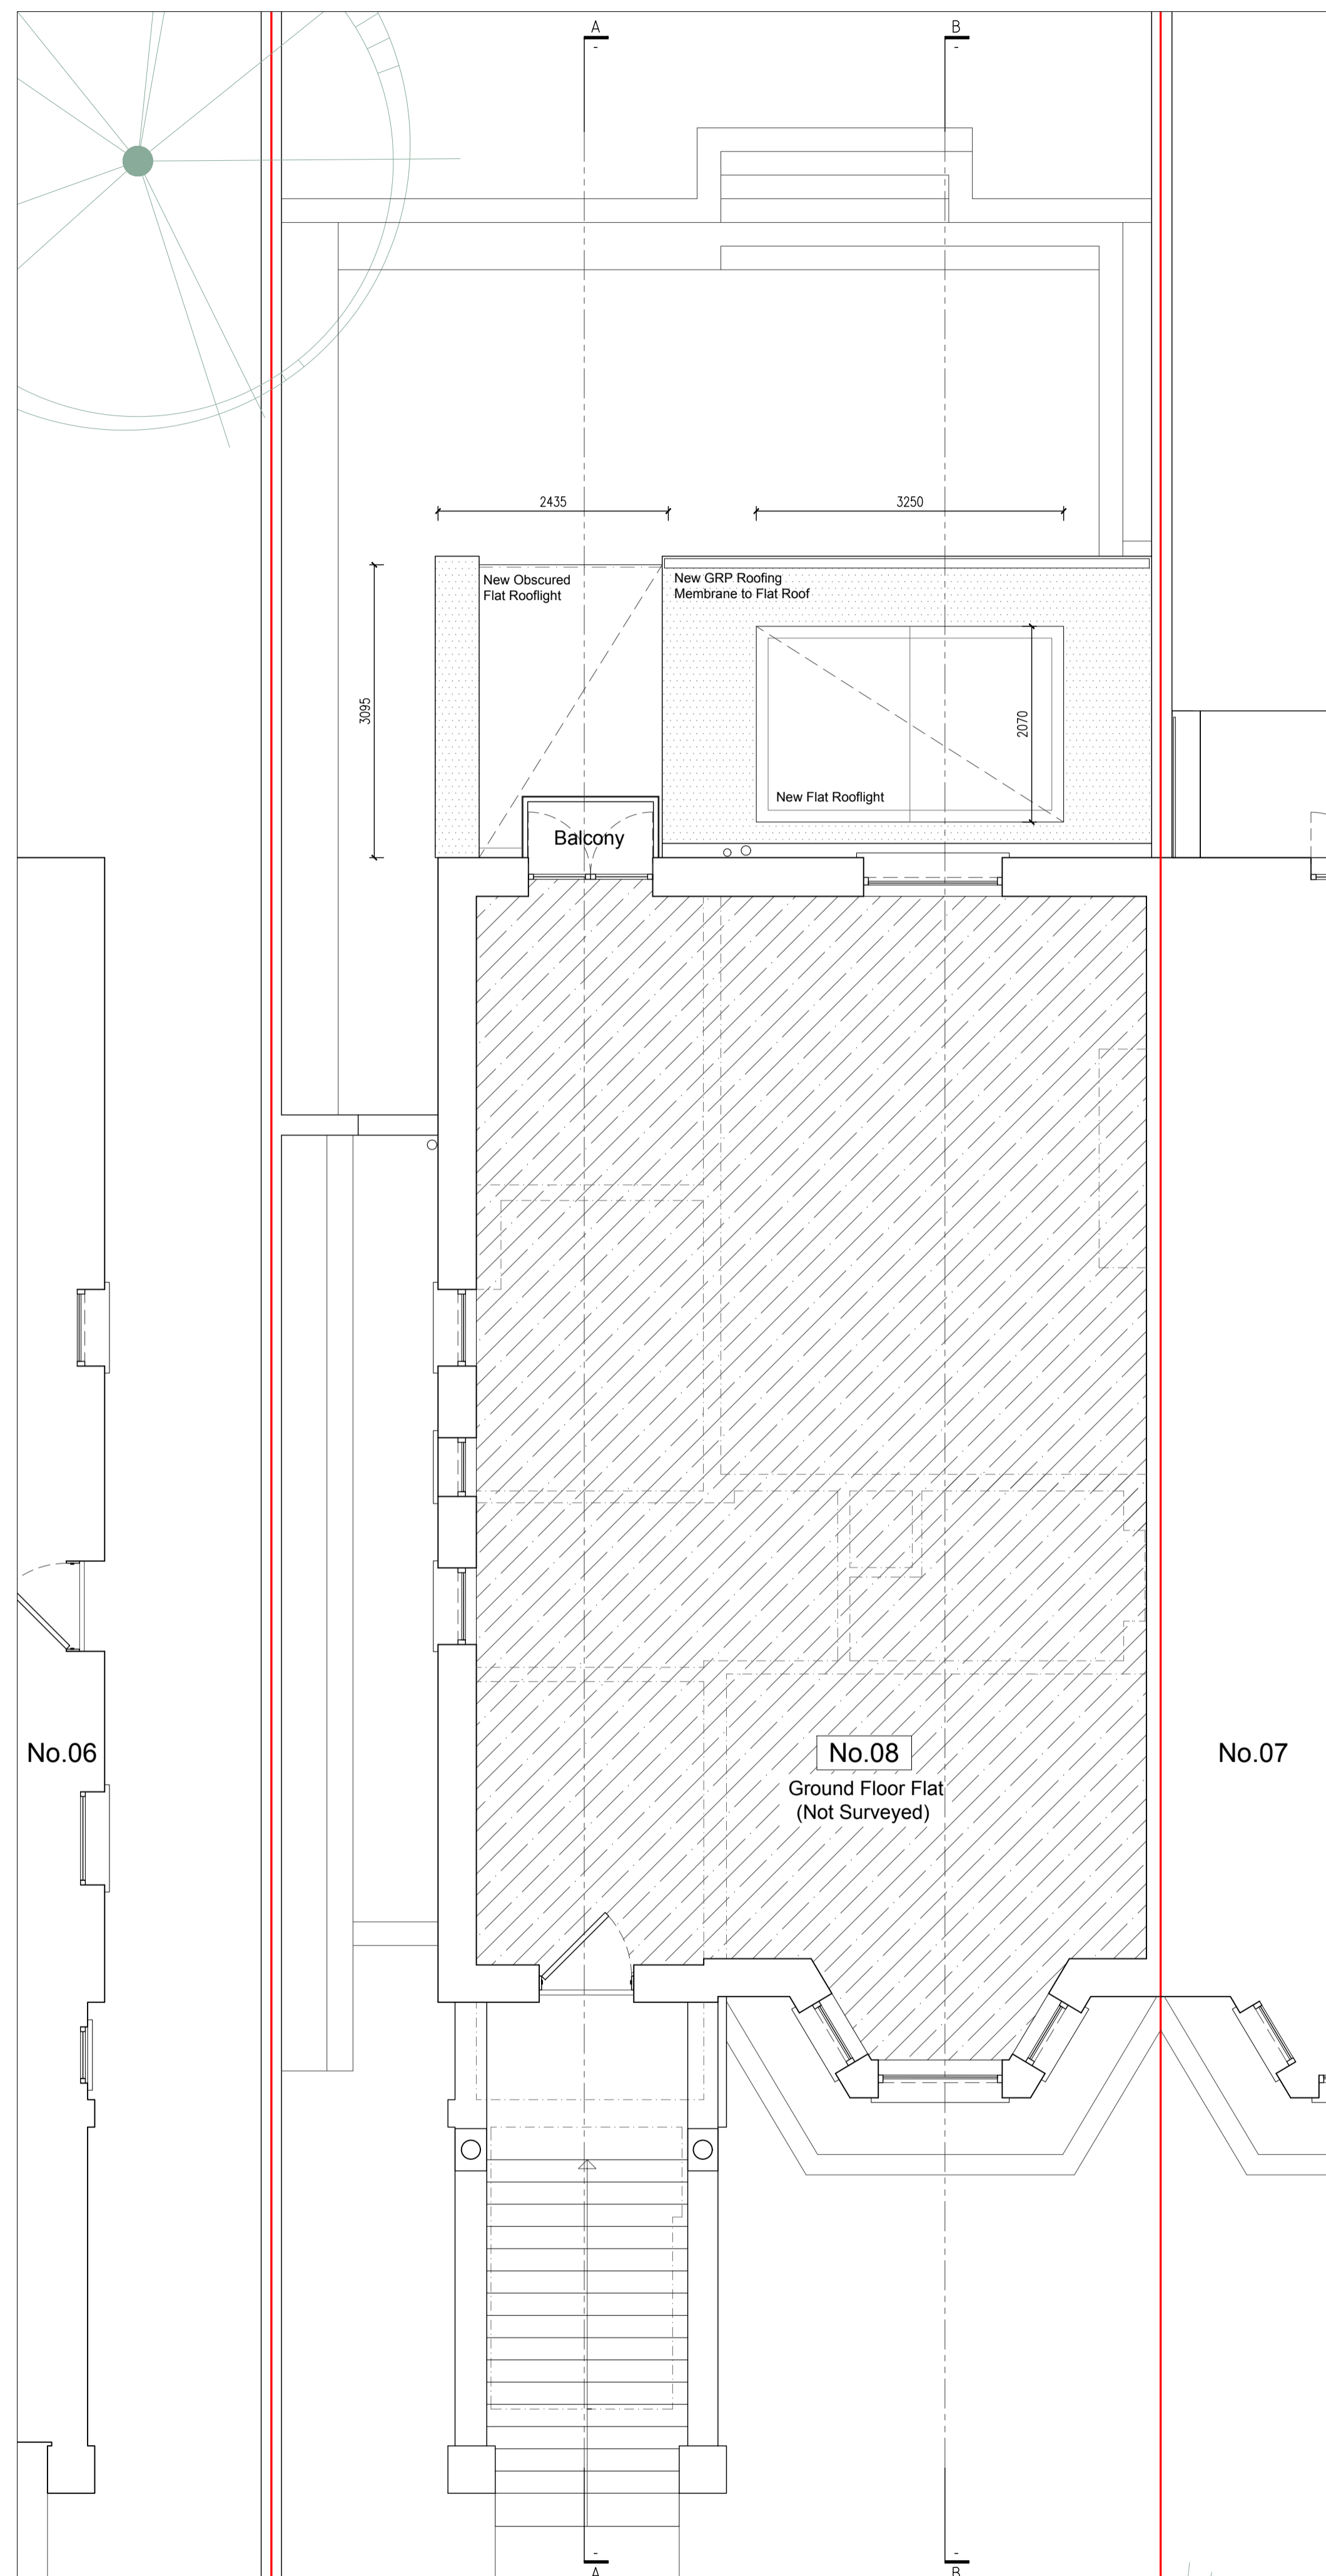 A
-
B
-
2435
3250
New Obscured
Flat Rooflight
New GRP Roofing
Membrane to Flat Roof
3095
2070
New Flat Rooflight
Balcony
No.06
No.08
No.07
Ground Floor Flat
(Not Surveyed)
-
A
-
B